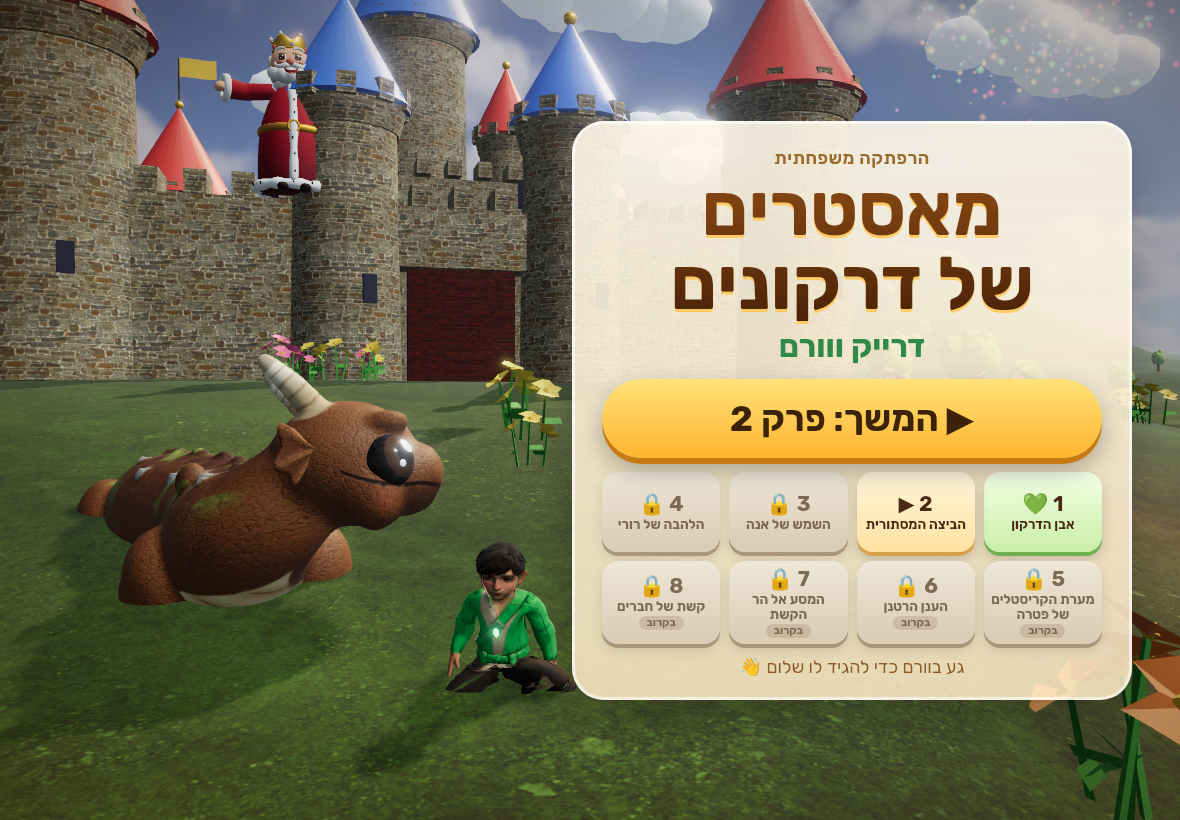 הרפתקה משפחתית
מאסטרים
של דרקונים
דרייק וווֹרם
▶ המשך: פרק 2
1 💚
אבן הדרקון
2 ▶
הביצה המסתורית
3 🔒
השמש של אנה
4 🔒
הלהבה של רורי
5 🔒
מערת הקריסטלים
של פטרה
בקרוב
6 🔒
הענן הרטנן
בקרוב
7 🔒
המסע אל הר
הקשת
בקרוב
8 🔒
קשת של חברים
בקרוב
גע בוורם כדי להגיד לו שלום 👋